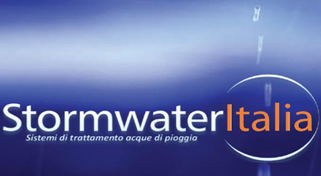 StormwaterItalia
Sistemi di trattamento acque di pioggia